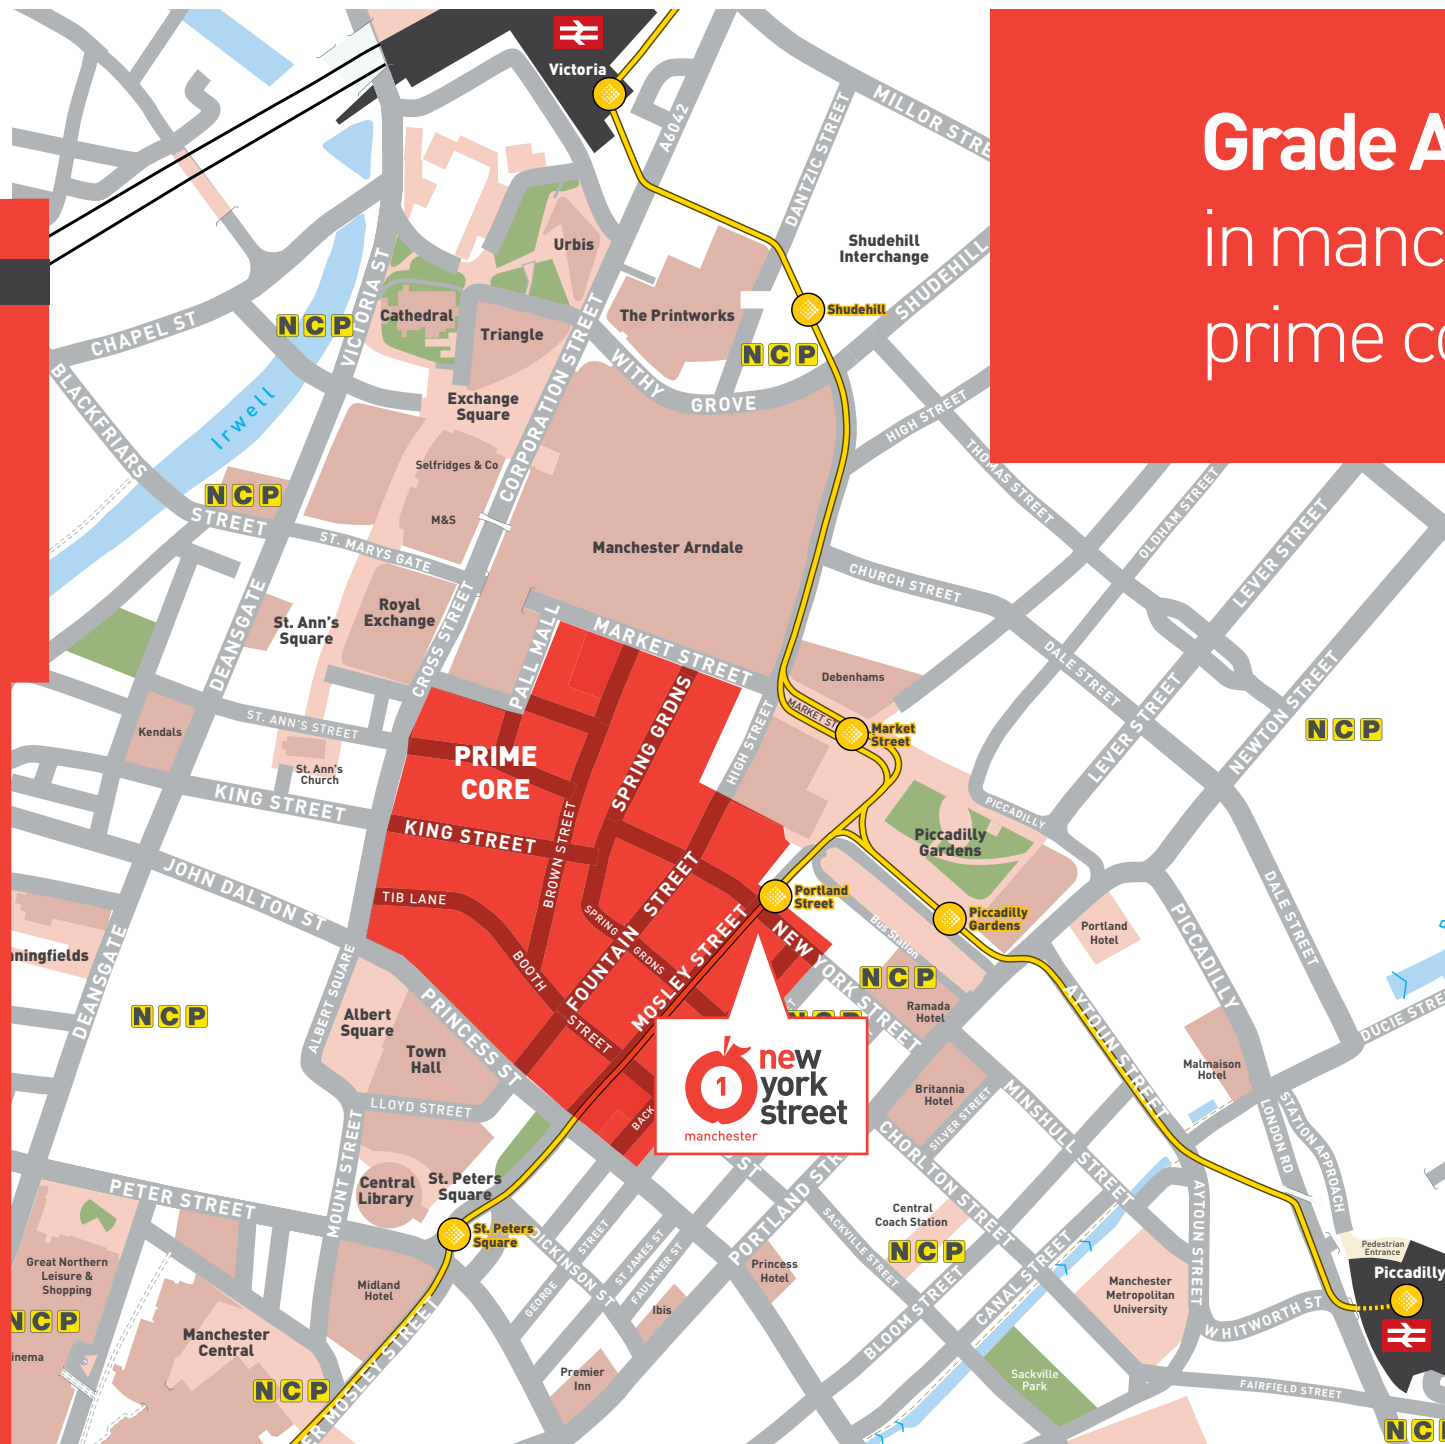 Grade A
in manc
prime co
Victoria
A6042
MILLOR STRE
DANTZIC STREET
Shudehill
Interchange
SHUDEHILL
Urbis
VICTORIA ST
Cathedral
Triangle
The Printworks
Shudehill
NCP
NCP
CHAPEL ST
BLACKFRIARS
STREET
Irwell
WITHY
GROVE
Exchange
Square
CORPORATION STREET
HIGH STREET
THOMAS STREET
OLDHAM STREET
Selfridges & Co
M&S
NCP
ST. MARYS GATE
Manchester Arndale
CHURCH STREET
LEVER STREET
Royal
Exchange
St. Ann's
Square
DEANSGATE
CROSS STREET
PALL MALL
MARKET STREET
DALE STREET
Debenhams
MARKET ST
Market
Street
LEVER STREET
NEWTON STREET
NCP
Kendals
ST. ANN'S STREET
St. Ann's
Church
KING STREET
PRIME
CORE
SPRING GRDNS
HIGH STREET
KING STREET
BROWN STREET
PICCADILLY
Piccadilly
Gardens
JOHN DALTON ST
TIB LANE
FOUNTAIN STREET
Portland
Street
Bus Station
Piccadilly
Gardens
Portland
Hotel
PICCADILLY
DALE STREET
SPRING GRDNS
BOOTH
STREET
MOSLEY STREET
NEW YORK STREET
NCP
Ramada
Hotel
ningfields
DEANSGATE
NCP
ALBERT SQUARE
Albert
Square
Town
Hall
PRINCESS ST
LLOYD STREET
NCP
AYTOUN STREET
DUCIE STRE
Malmaison
Hotel
1
new
york
street
manchester
BACK
Britannia
Hotel
SILVER STREET
MINSHULL STREET
CHORLTON STREET
LONDON RD
STATION APPROACH
PETER STREET
MOUNT STREET
Central
Library
St. Peters
Square
St. Peters
Square
DICKINSON ST
GEORGE
STREET
ST JAMES ST
FAULKNER ST
PORTLAND STR
SACKVILLE STREET
Central
Coach Station
NCP
AYTOUN STREET
Pedestrian
Entrance
Piccadilly
Great Northern
Leisure &
Shopping
NCP
inema
Manchester
Central
Midland
Hotel
Ibis
Princess
Hotel
BLOOM STREET
CANAL STREET
Manchester
Metropolitan
University
WHITWORTH ST
Premier
Inn
Sackville
Park
FAIRFIELD STREET
NCP
ER MOSLEY STREET
NC